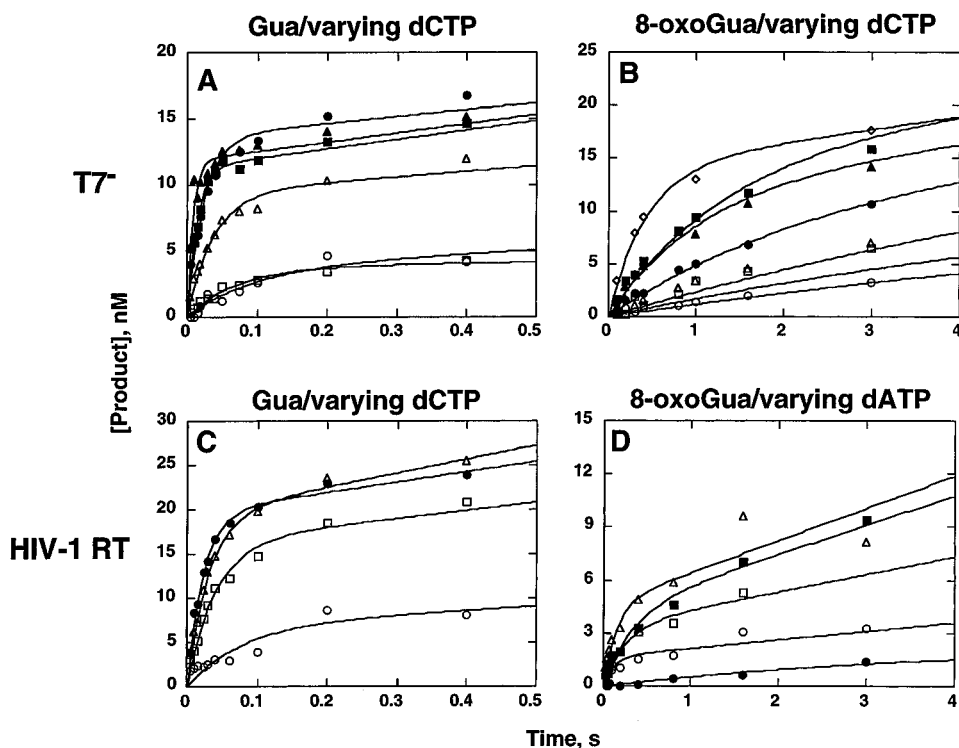 Gua/varying dCTP
8-oxoGua/varying dCTP
T7⁻
A
20
15
10
5
0
0 0.1 0.2 0.3 0.4 0.5
B
25
20
15
10
5
0
0 1 2 3 4
[Product], nM
Gua/varying dCTP
8-oxoGua/varying dATP
HIV-1 RT
C
30
25
20
15
10
5
0
0 0.1 0.2 0.3 0.4 0.5
D
15
12
9
6
3
0
0 1 2 3 4
Time, s